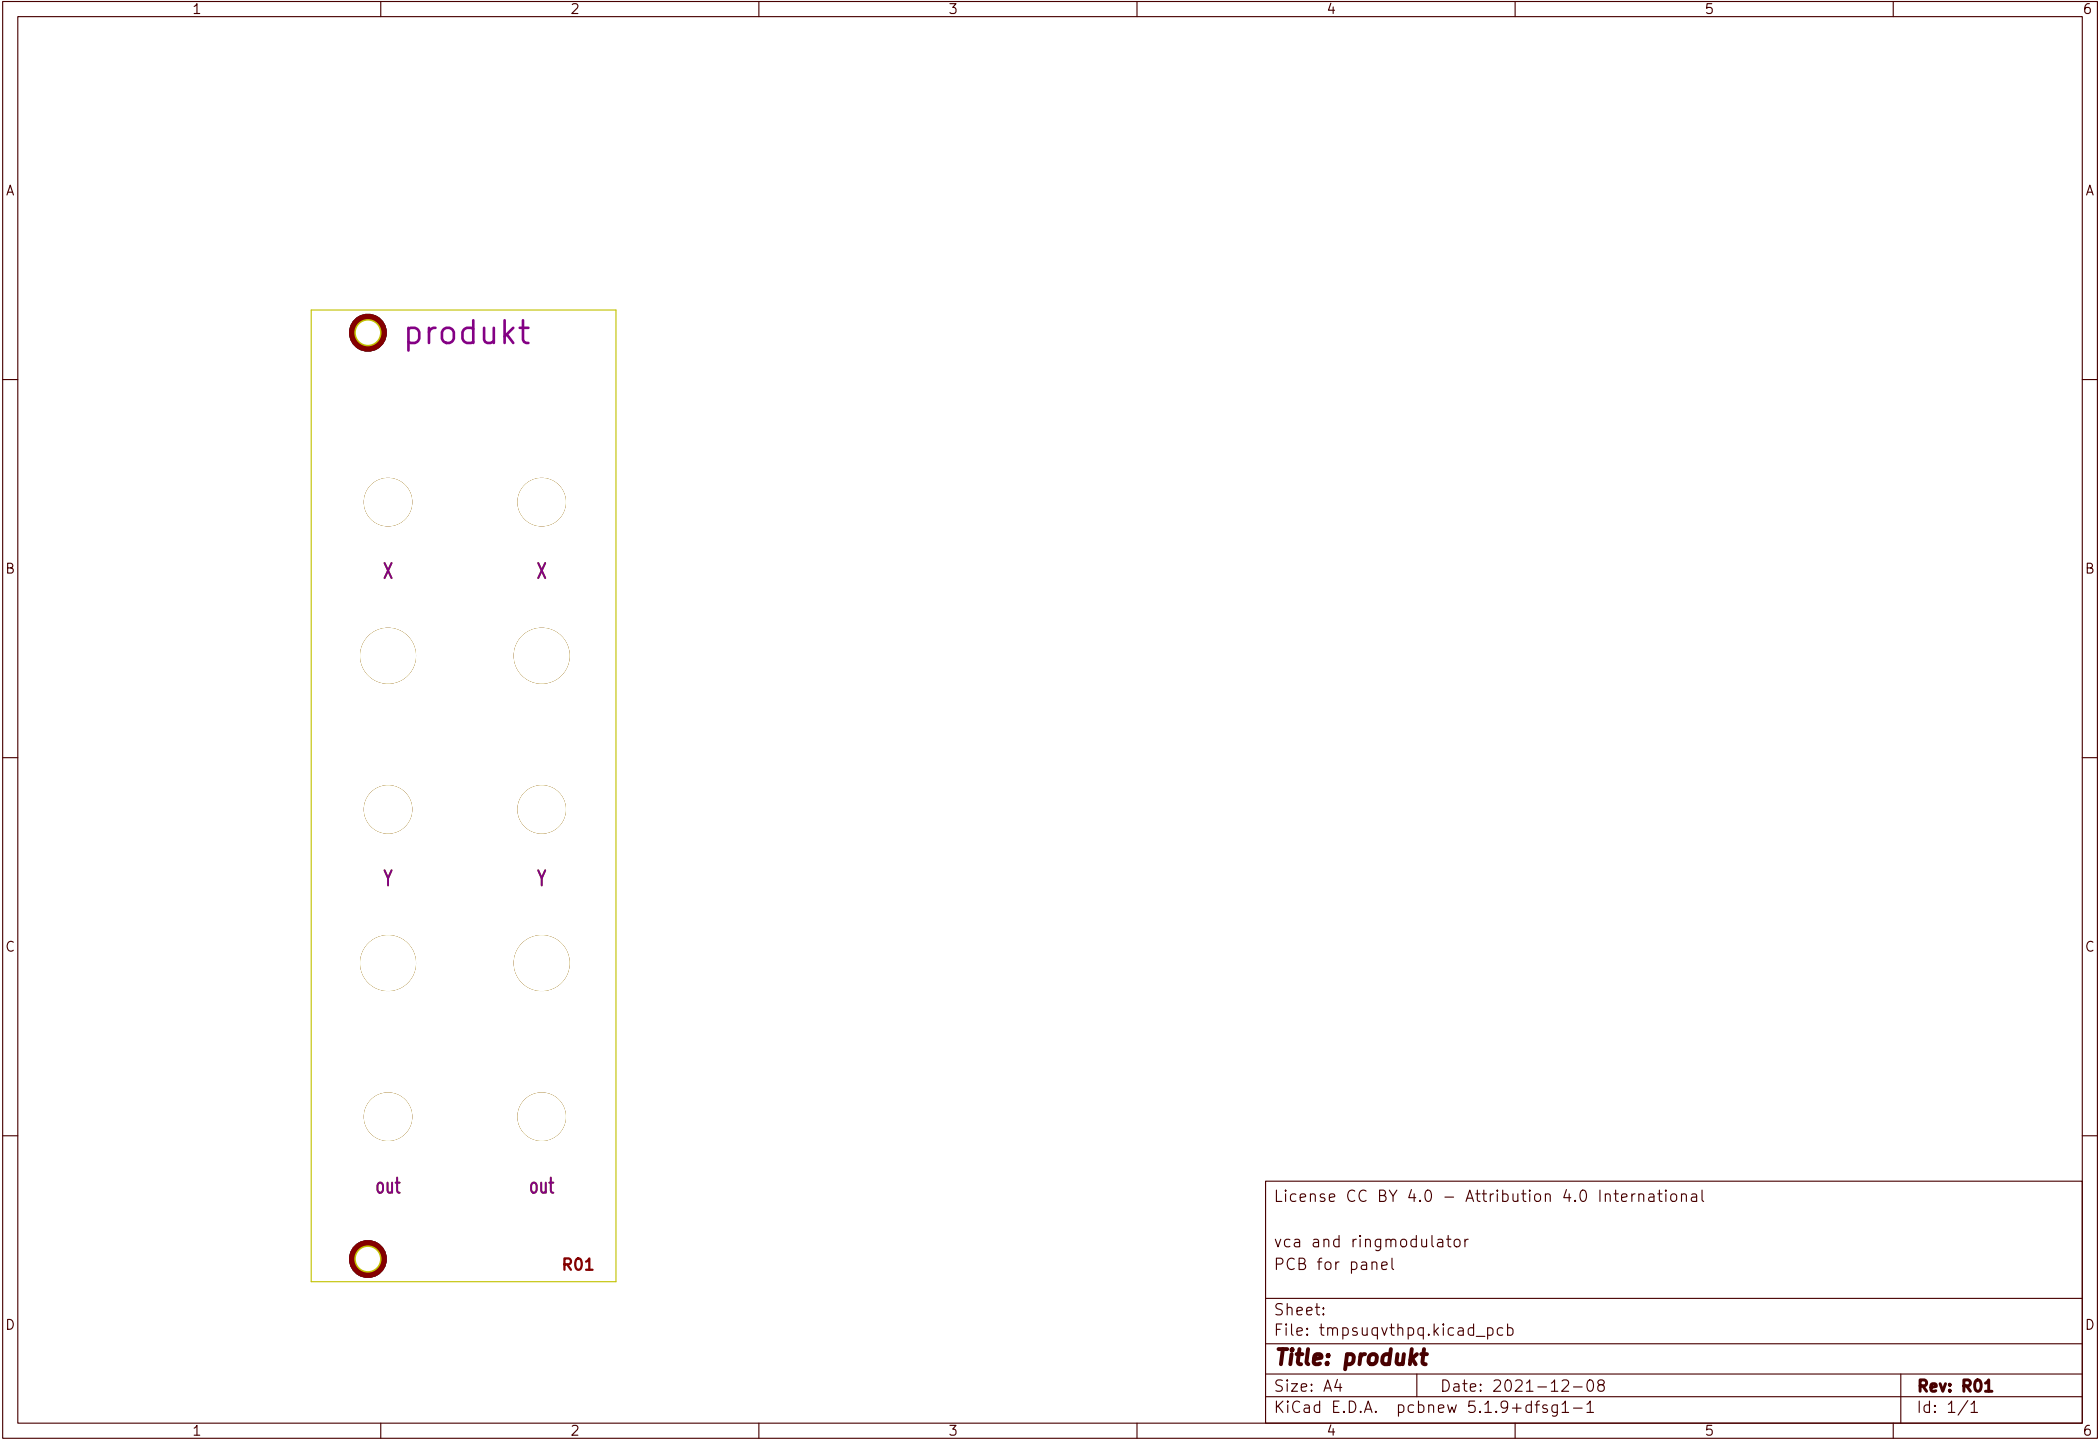 1 2 3 4 5 6
A A
produkt
X X
B B
Y Y
C C
out out
R01
License CC BY 4.0 – Attribution 4.0 International
vca and ringmodulator
PCB for panel
Sheet:
File: tmpsuqvthpq.kicad_pcb
D D
Title: produkt
Size: A4 Date: 2021–12–08 Rev: R01
KiCad E.D.A. pcbnew 5.1.9+dfsg1–1 Id: 1/1
1 2 3 4 5 6